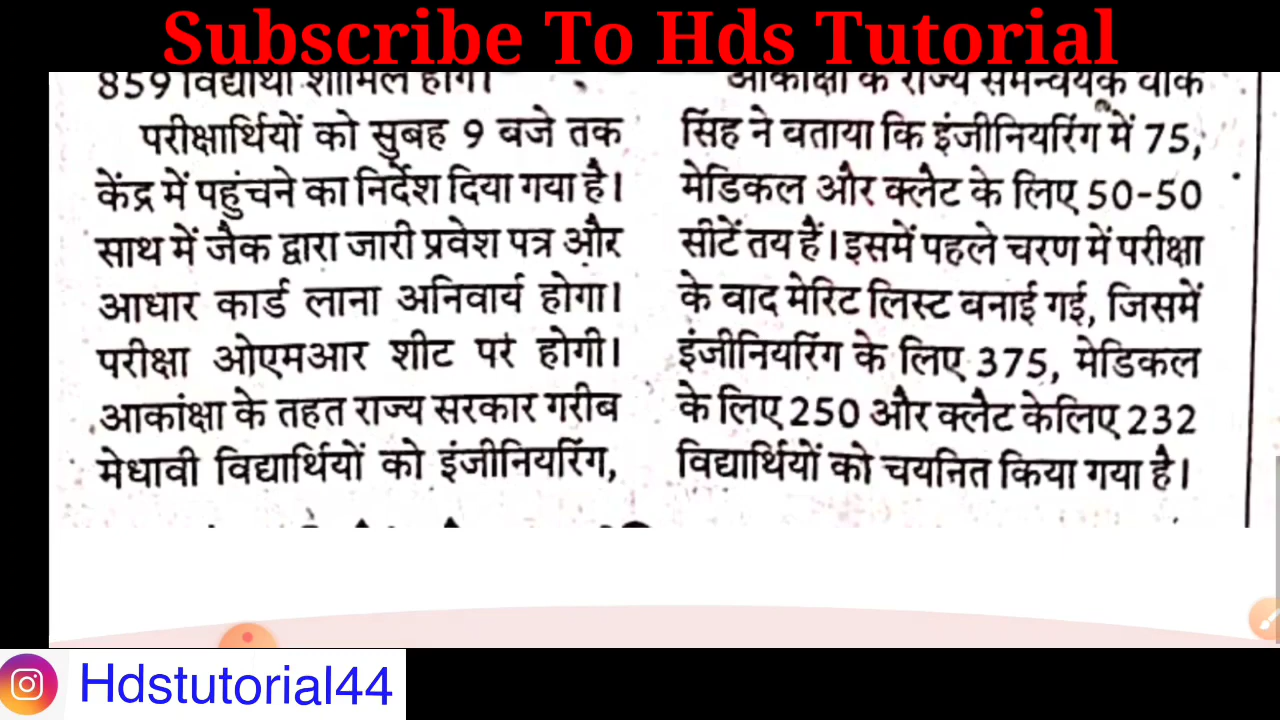 Subscribe To Hds Tutorial
859 विद्यार्थी शामिल होंगे।
परीक्षार्थियों को सुबह 9 बजे तक
केंद्र में पहुंचने का निर्देश दिया गया है।
साथ में जैक द्वारा जारी प्रवेश पत्र और
आधार कार्ड लाना अनिवार्य होगा।
परीक्षा ओएमआर शीट पर होगी।
आकांक्षा के तहत राज्य सरकार गरीब
मेधावी विद्यार्थियों को इंजीनियरिंग,
आकांक्षा के राज्य समन्वयक वीके
सिंह ने बताया कि इंजीनियरिंग में 75,
मेडिकल और क्लैट के लिए 50-50
सीटें तय हैं। इसमें पहले चरण में परीक्षा
के बाद मेरिट लिस्ट बनाई गई, जिसमें
इंजीनियरिंग के लिए 375, मेडिकल
के लिए 250 और क्लैट केलिए 232
विद्यार्थियों को चयनित किया गया है।
Hdstutorial44